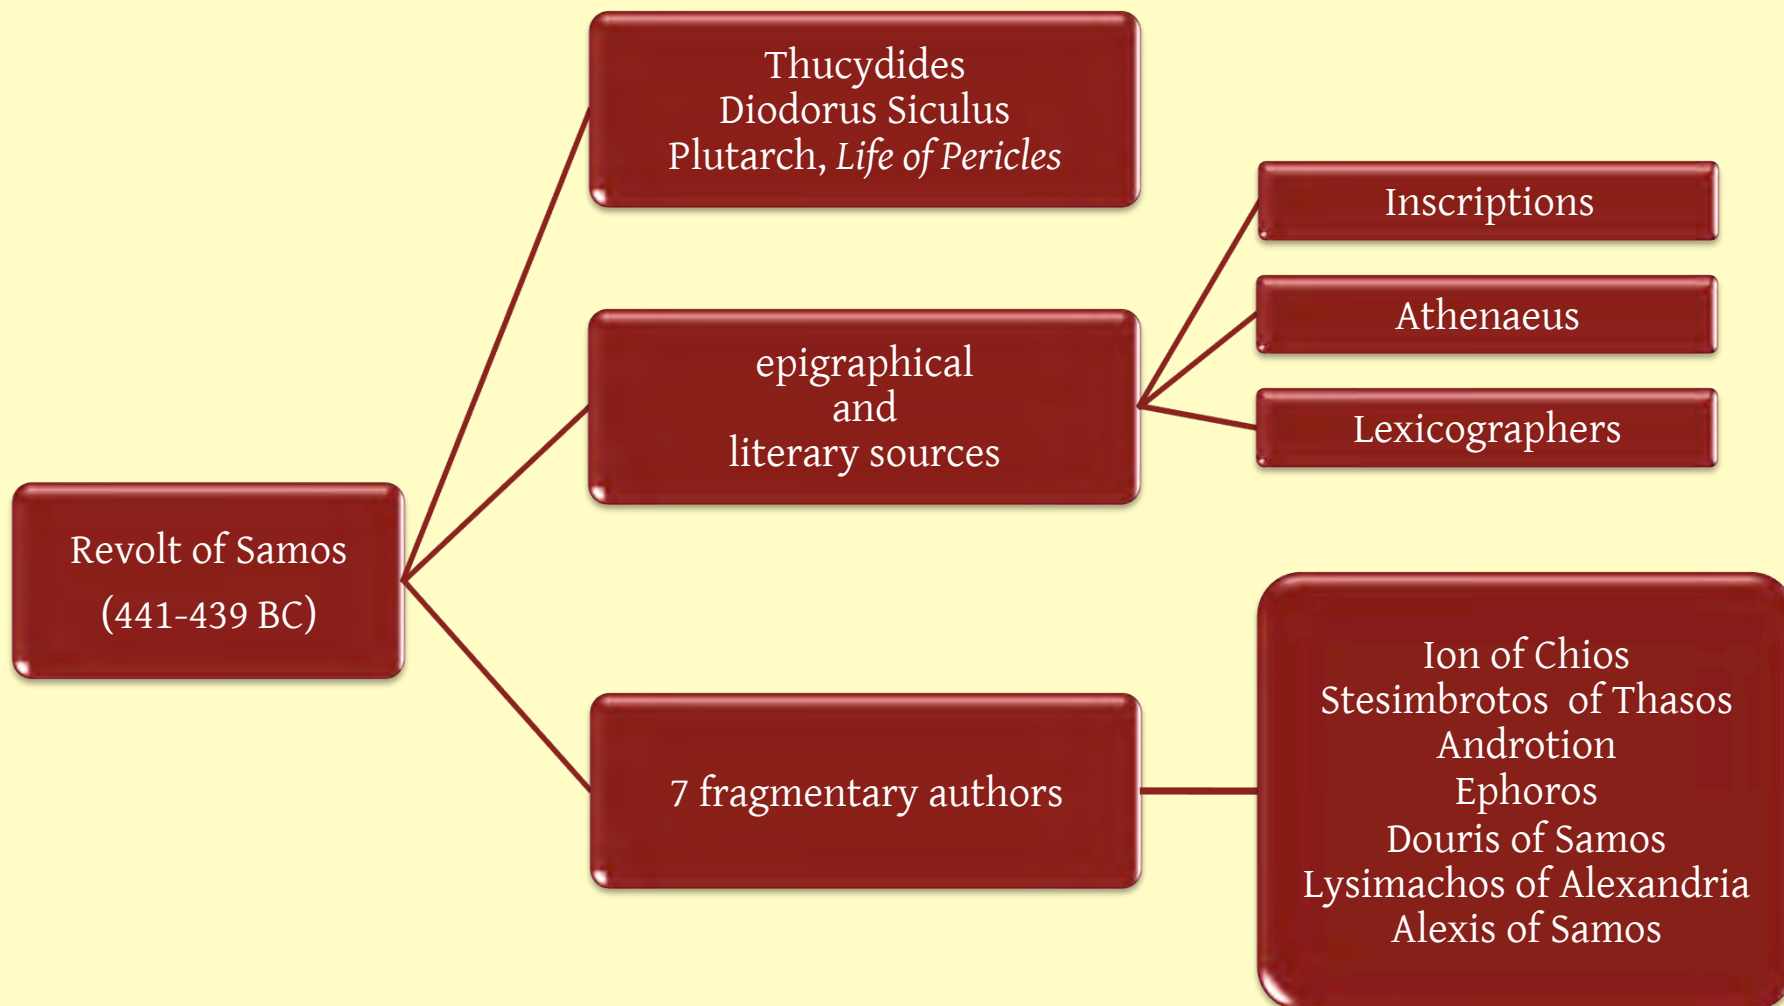 Revolt of Samos
(441-439 BC)
Thucydides
Diodorus Siculus
Plutarch, Life of Pericles
epigraphical
and
literary sources
Inscriptions
Athenaeus
Lexicographers
7 fragmentary authors
Ion of Chios
Stesimbrotos of Thasos
Androtion
Ephoros
Douris of Samos
Lysimachos of Alexandria
Alexis of Samos